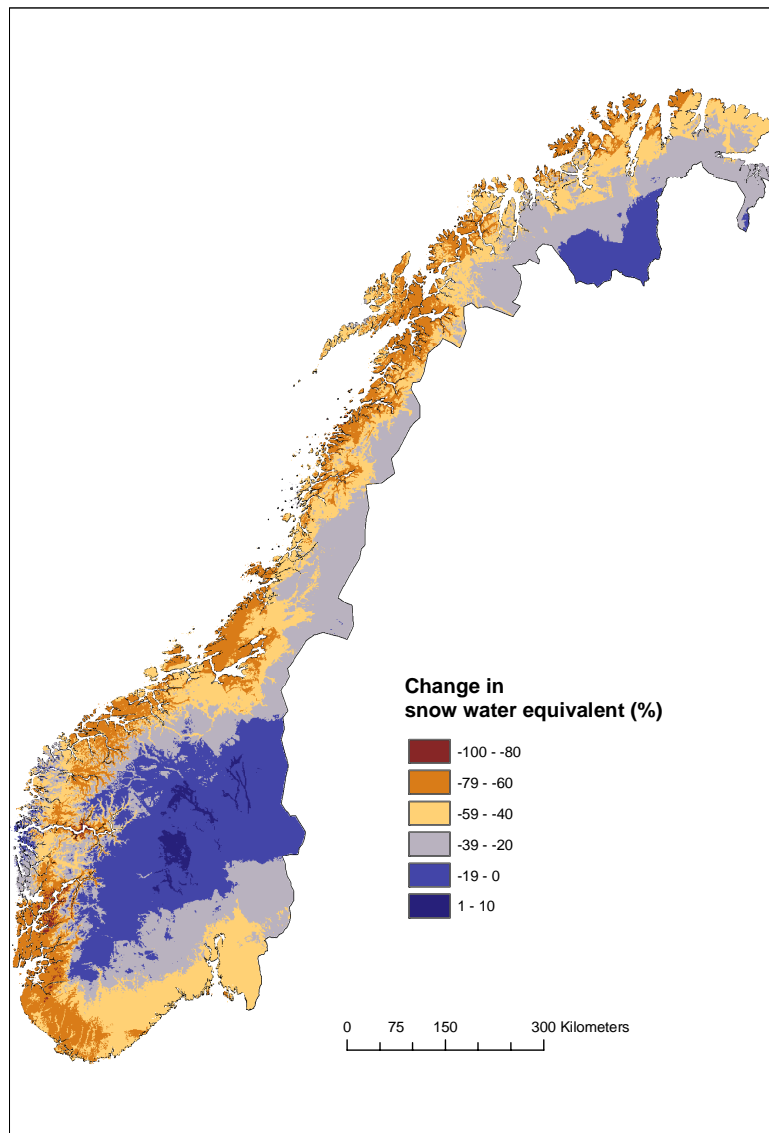 Change in
snow water equivalent (%)
-100 - -80
-79 - -60
-59 - -40
-39 - -20
-19 - 0
1 - 10
0 75 150 300 Kilometers